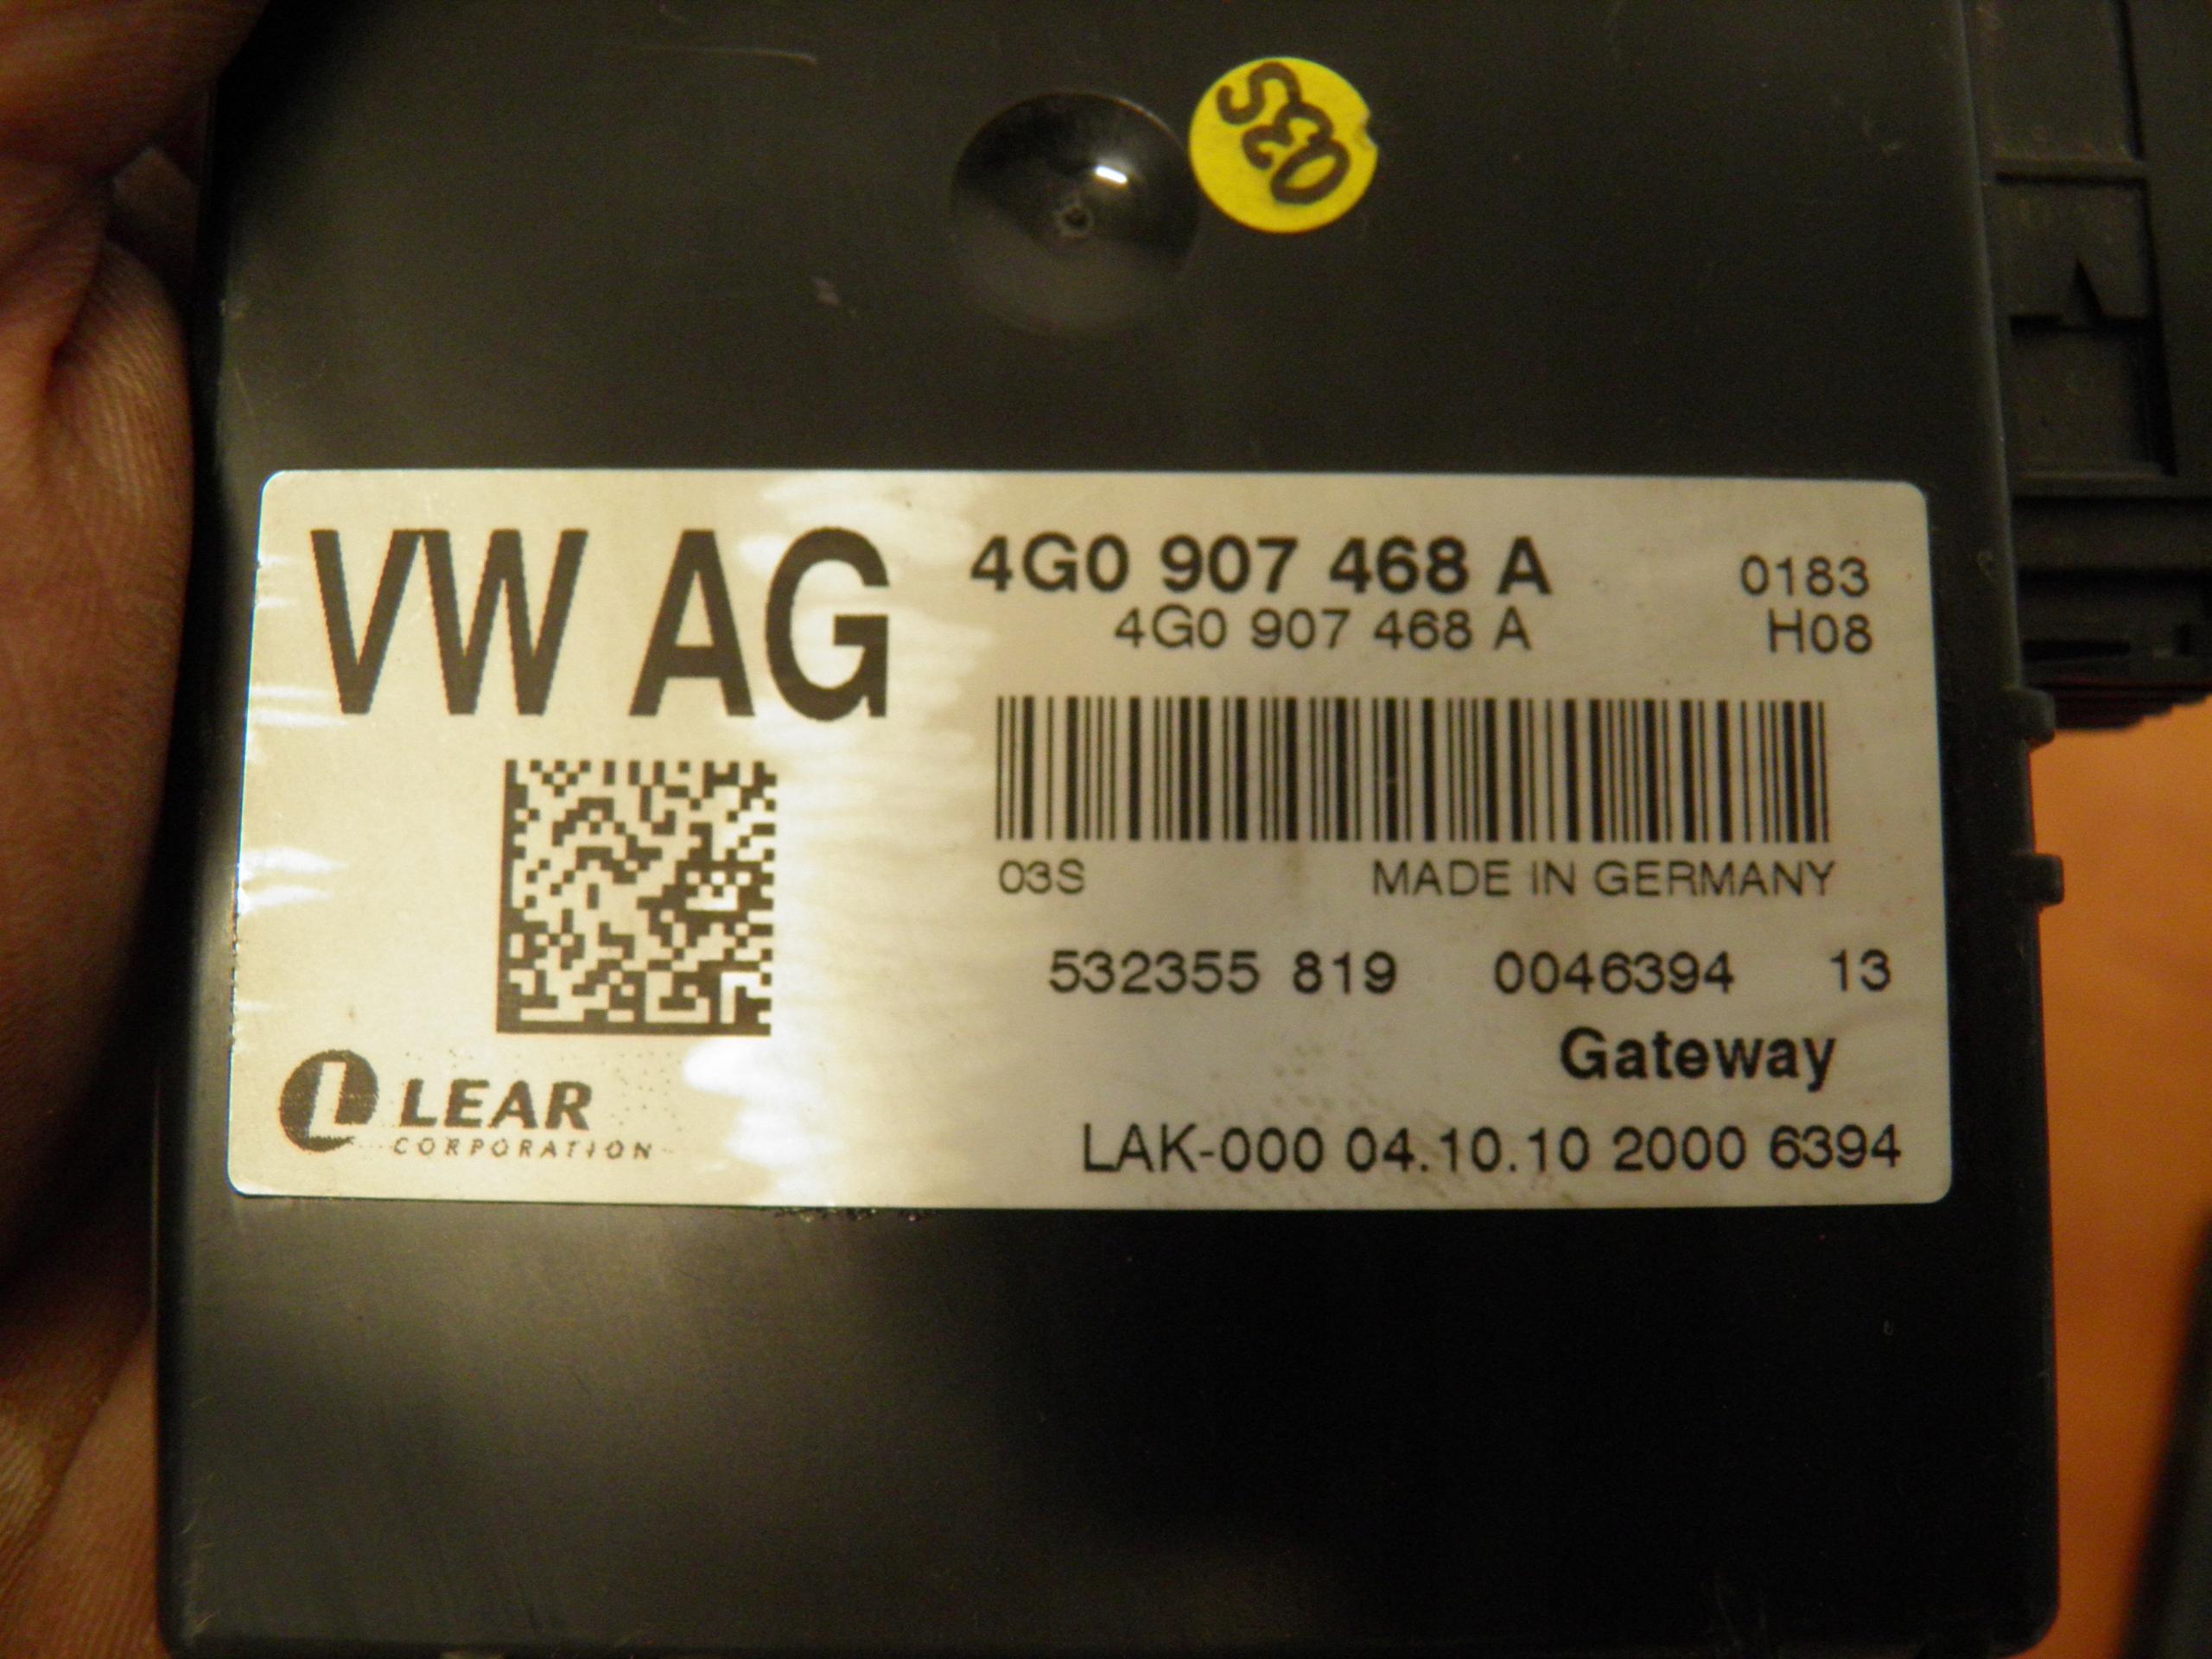 03S
VW AG
4G0 907 468 A
0183
4G0 907 468 A
H08
03S
MADE IN GERMANY
532355 819 0046394 13
Gateway
LEAR
CORPORATION
LAK-000 04.10.10 2000 6394